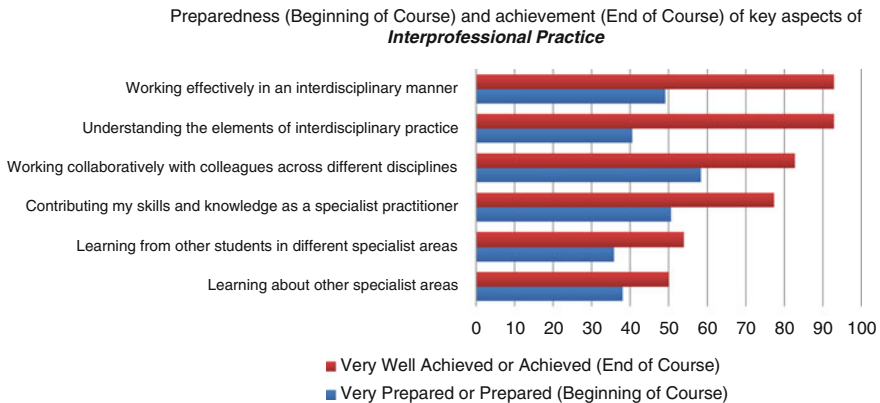 Preparedness (Beginning of Course) and achievement (End of Course) of key aspects of
Interprofessional Practice
Working effectively in an interdisciplinary manner
Understanding the elements of interdisciplinary practice
Working collaboratively with colleagues across different disciplines
Contributing my skills and knowledge as a specialist practitioner
Learning from other students in different specialist areas
Learning about other specialist areas
0 10 20 30 40 50 60 70 80 90 100
Very Well Achieved or Achieved (End of Course)
Very Prepared or Prepared (Beginning of Course)